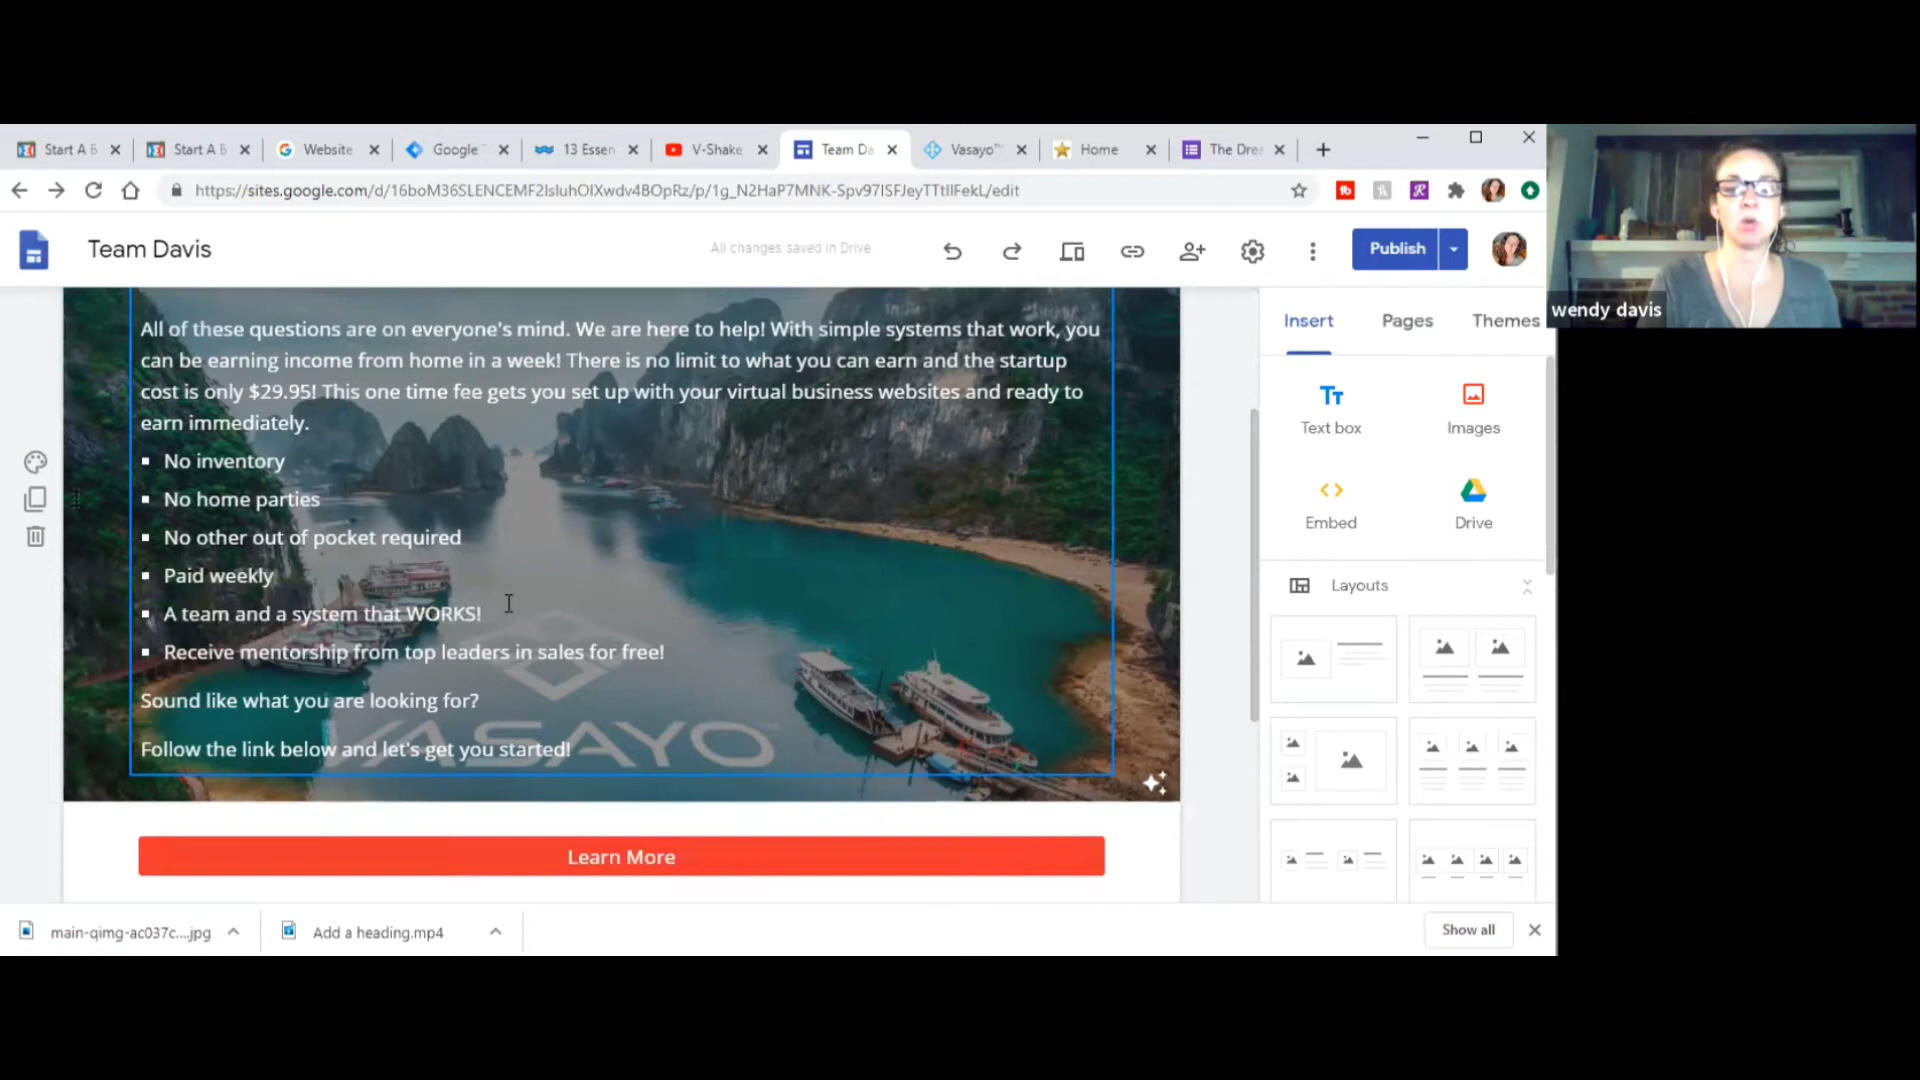 Start A B
Start A B
Website
Google
13 Essen
V-Shake
Team Da
Vasayo™
Home
The Drea
https://sites.google.com/d/16boM36SLENCEMF2lsluhOIXwdv4BOpRz/p/1g_N2HaP7MNK-Spv97ISFJeyTTtIlFekL/edit
Team Davis
All changes saved in Drive
Publish
wendy davis
Insert
Pages
Themes
All of these questions are on everyone's mind. We are here to help! With simple systems that work, you
can be earning income from home in a week! There is no limit to what you can earn and the startup
cost is only $29.95! This one time fee gets you set up with your virtual business websites and ready to
earn immediately.
No inventory
No home parties
No other out of pocket required
Paid weekly
A team and a system that WORKS!
Receive mentorship from top leaders in sales for free!
Sound like what you are looking for?
VASAYO™
Follow the link below and let's get you started!
Learn More
Text box
Images
Embed
Drive
Layouts
main-qimg-ac037c....jpg
Add a heading.mp4
Show all